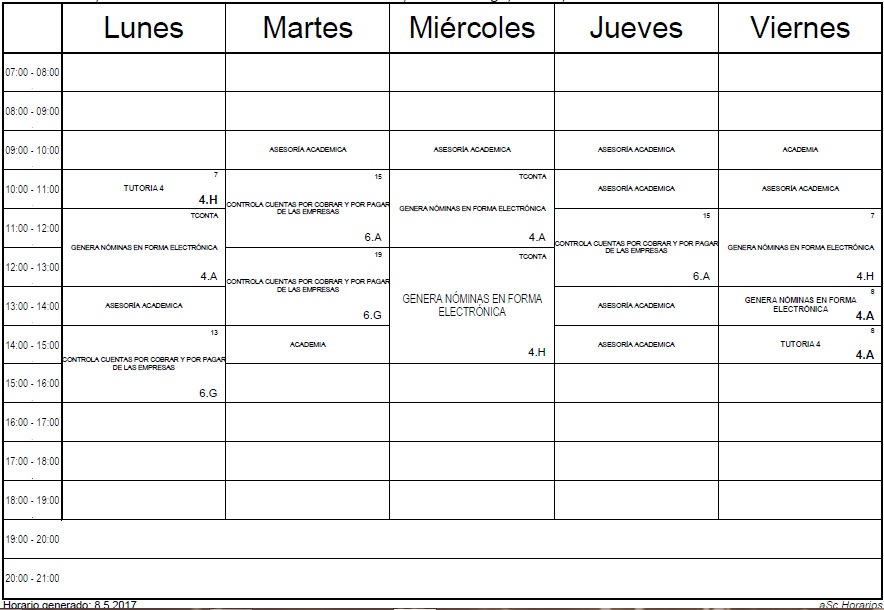 Lunes Martes Miércoles Jueves Viernes
07:00 - 08:00
08:00 - 09:00
09:00 - 10:00 ASESORÍA ACADEMICA ASESORÍA ACADEMICA ASESORÍA ACADEMICA ACADEMIA
10:00 - 11:00
7
TUTORIA 4
4.H
15
CONTROLA CUENTAS POR COBRAR Y POR PAGAR
DE LAS EMPRESAS
6.A
TCONTA
GENERA NÓMINAS EN FORMA ELECTRÓNICA
4.A
ASESORÍA ACADEMICA
ASESORÍA ACADEMICA
11:00 - 12:00
TCONTA
GENERA NÓMINAS EN FORMA ELECTRÓNICA
4.A
15
CONTROLA CUENTAS POR COBRAR Y POR PAGAR
DE LAS EMPRESAS
6.A
7
GENERA NÓMINAS EN FORMA ELECTRÓNICA
4.H
12:00 - 13:00
19
CONTROLA CUENTAS POR COBRAR Y POR PAGAR
DE LAS EMPRESAS
6.G
TCONTA
GENERA NÓMINAS EN FORMA
ELECTRÓNICA
4.H
13:00 - 14:00
ASESORÍA ACADEMICA
ASESORÍA ACADEMICA
8
GENERA NÓMINAS EN FORMA
ELECTRÓNICA
4.A
14:00 - 15:00
13
CONTROLA CUENTAS POR COBRAR Y POR PAGAR
DE LAS EMPRESAS
6.G
ACADEMIA
ASESORÍA ACADEMICA
8
TUTORIA 4
4.A
15:00 - 16:00
16:00 - 17:00
17:00 - 18:00
18:00 - 19:00
19:00 - 20:00
20:00 - 21:00
Horario generado: 8.5.2017 aSc Horarios